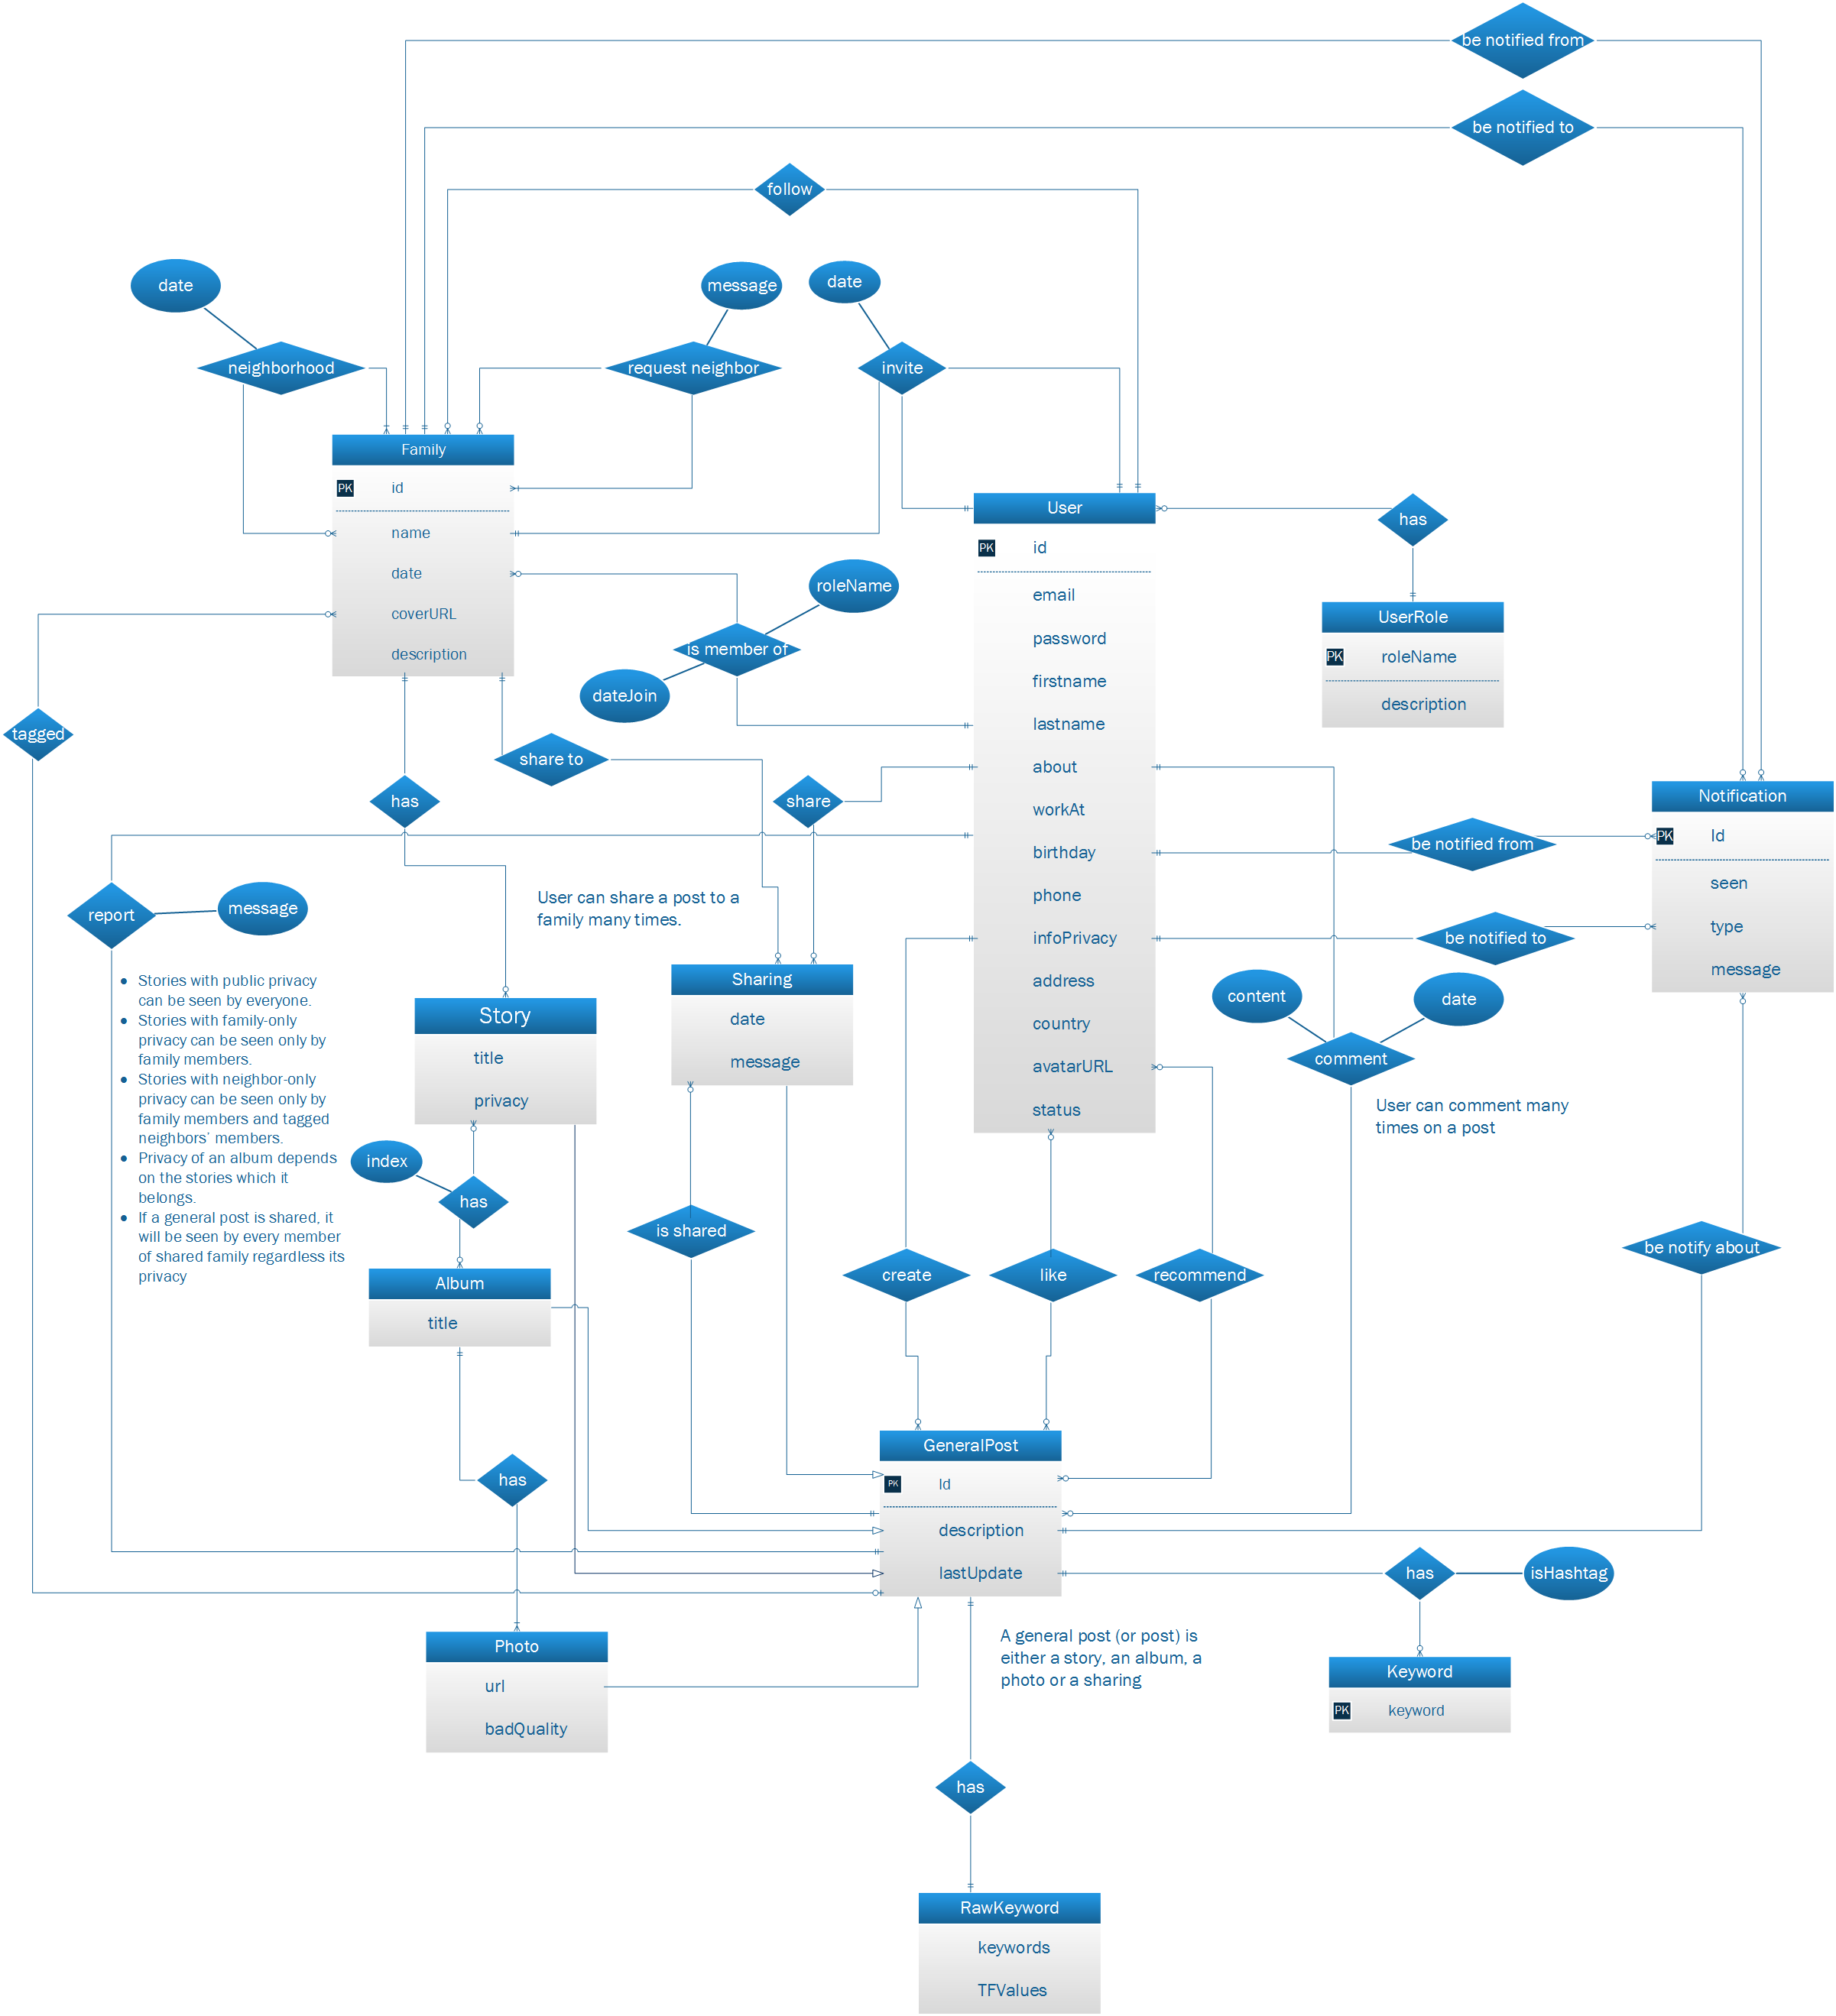 be notified from
be notified to
follow
date
message
date
neighborhood
request neighbor
invite
Family
PK id
name
date
coverURL
description
User
PK id
email
password
firstname
lastname
about
workAt
birthday
phone
infoPrivacy
address
country
avatarURL
status
has
UserRole
PK roleName
description
roleName
is member of
dateJoin
tagged
share to
has
share
Notification
PK Id
seen
type
message
be notified from
be notified to
report
message
User can share a post to a
family many times.
• Stories with public privacy
can be seen by everyone.
• Stories with family-only
privacy can be seen only by
family members.
• Stories with neighbor-only
privacy can be seen only by
family members and tagged
neighbors' members.
• Privacy of an album depends
on the stories which it
belongs.
• If a general post is shared, it
will be seen by every member
of shared family regardless its
privacy
Story
title
privacy
Sharing
date
message
content
date
comment
User can comment many
times on a post
index
has
is shared
create
like
recommend
be notify about
Album
title
has
GeneralPost
PK Id
description
lastUpdate
has
isHashtag
Photo
url
badQuality
A general post (or post) is
either a story, an album, a
photo or a sharing
Keyword
PK keyword
has
RawKeyword
keywords
TFValues